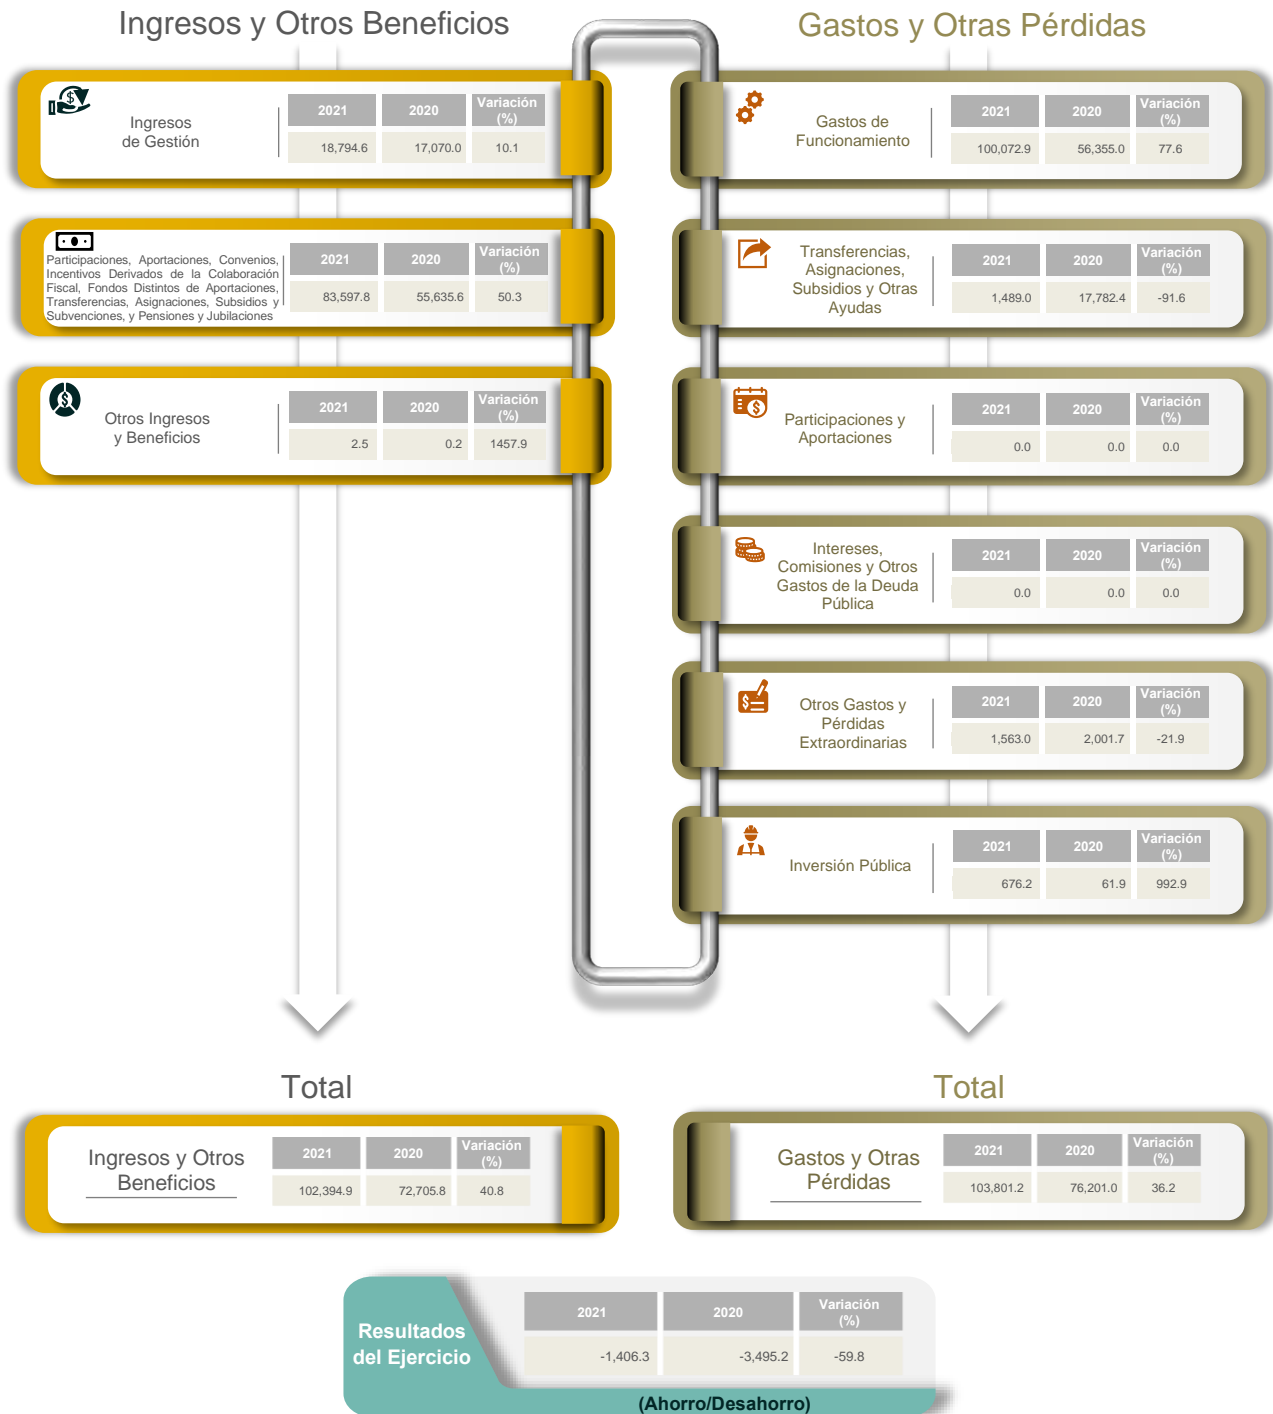 Ingresos y Otros Beneficios
Ingresos
de Gestión
2021 2020 Variación (%)
18,794.6 17,070.0 10.1
Participaciones, Aportaciones, Convenios,
Incentivos Derivados de la Colaboración
Fiscal, Fondos Distintos de Aportaciones,
Transferencias, Asignaciones, Subsidios y
Subvenciones, y Pensiones y Jubilaciones
2021 2020 Variación (%)
83,597.8 55,635.6 50.3
Otros Ingresos
y Beneficios
2021 2020 Variación (%)
2.5 0.2 1457.9
Gastos y Otras Pérdidas
Gastos de
Funcionamiento
2021 2020 Variación (%)
100,072.9 56,355.0 77.6
Transferencias,
Asignaciones,
Subsidios y Otras
Ayudas
2021 2020 Variación (%)
1,489.0 17,782.4 -91.6
Participaciones y
Aportaciones
2021 2020 Variación (%)
0.0 0.0 0.0
Intereses,
Comisiones y Otros
Gastos de la Deuda
Pública
2021 2020 Variación (%)
0.0 0.0 0.0
Otros Gastos y
Pérdidas
Extraordinarias
2021 2020 Variación (%)
1,563.0 2,001.7 -21.9
Inversión Pública
2021 2020 Variación (%)
676.2 61.9 992.9
Total
Ingresos y Otros
Beneficios
2021 2020 Variación (%)
102,394.9 72,705.8 40.8
Total
Gastos y Otras
Pérdidas
2021 2020 Variación (%)
103,801.2 76,201.0 36.2
Resultados
del Ejercicio
2021 2020 Variación (%)
-1,406.3 -3,495.2 -59.8
(Ahorro/Desahorro)